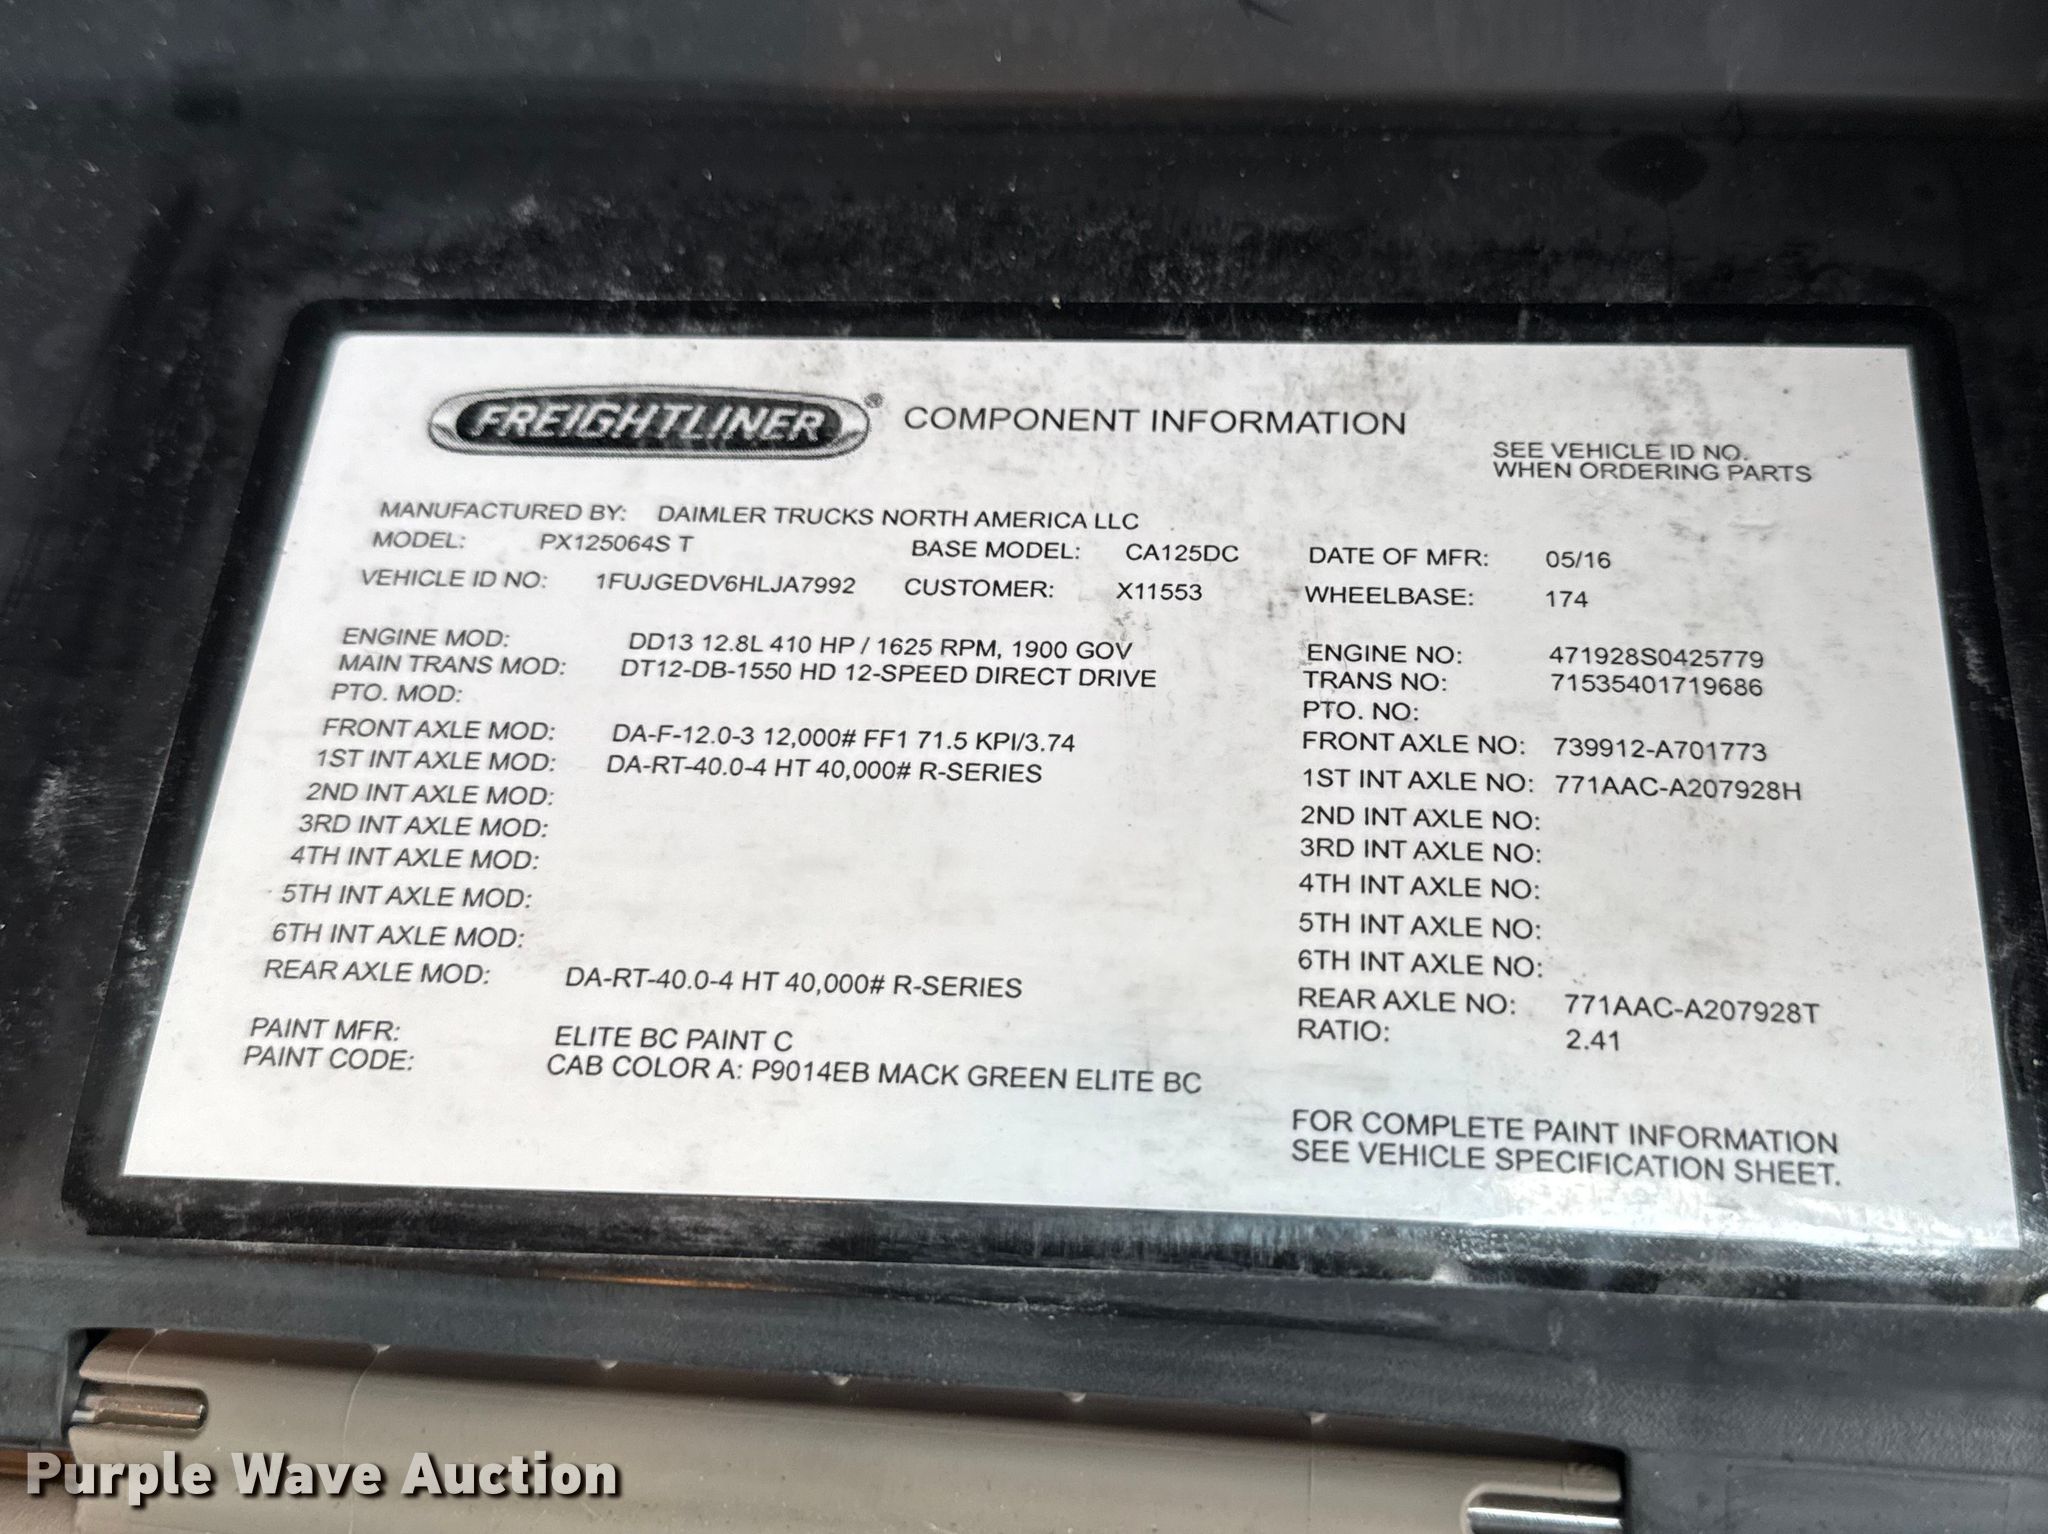 FREIGHTLINER® COMPONENT INFORMATION
SEE VEHICLE ID NO.
WHEN ORDERING PARTS
MANUFACTURED BY: DAIMLER TRUCKS NORTH AMERICA LLC
MODEL: PX125064S T BASE MODEL: CA125DC DATE OF MFR: 05/16
VEHICLE ID NO: 1FUJGEDV6HLJA7992 CUSTOMER: X11553 WHEELBASE: 174
ENGINE MOD: DD13 12.8L 410 HP / 1625 RPM, 1900 GOV ENGINE NO: 471928S0425779
MAIN TRANS MOD: DT12-DB-1550 HD 12-SPEED DIRECT DRIVE TRANS NO: 71535401719686
PTO. MOD: PTO. NO:
FRONT AXLE MOD: DA-F-12.0-3 12,000# FF1 71.5 KPI/3.74 FRONT AXLE NO: 739912-A701773
1ST INT AXLE MOD: DA-RT-40.0-4 HT 40,000# R-SERIES 1ST INT AXLE NO: 771AAC-A207928H
2ND INT AXLE MOD: 2ND INT AXLE NO:
3RD INT AXLE MOD: 3RD INT AXLE NO:
4TH INT AXLE MOD: 4TH INT AXLE NO:
5TH INT AXLE MOD: 5TH INT AXLE NO:
6TH INT AXLE MOD: 6TH INT AXLE NO:
REAR AXLE MOD: DA-RT-40.0-4 HT 40,000# R-SERIES REAR AXLE NO: 771AAC-A207928T
RATIO: 2.41
PAINT MFR: ELITE BC PAINT C
PAINT CODE: CAB COLOR A: P9014EB MACK GREEN ELITE BC
FOR COMPLETE PAINT INFORMATION
SEE VEHICLE SPECIFICATION SHEET.
Purple Wave Auction